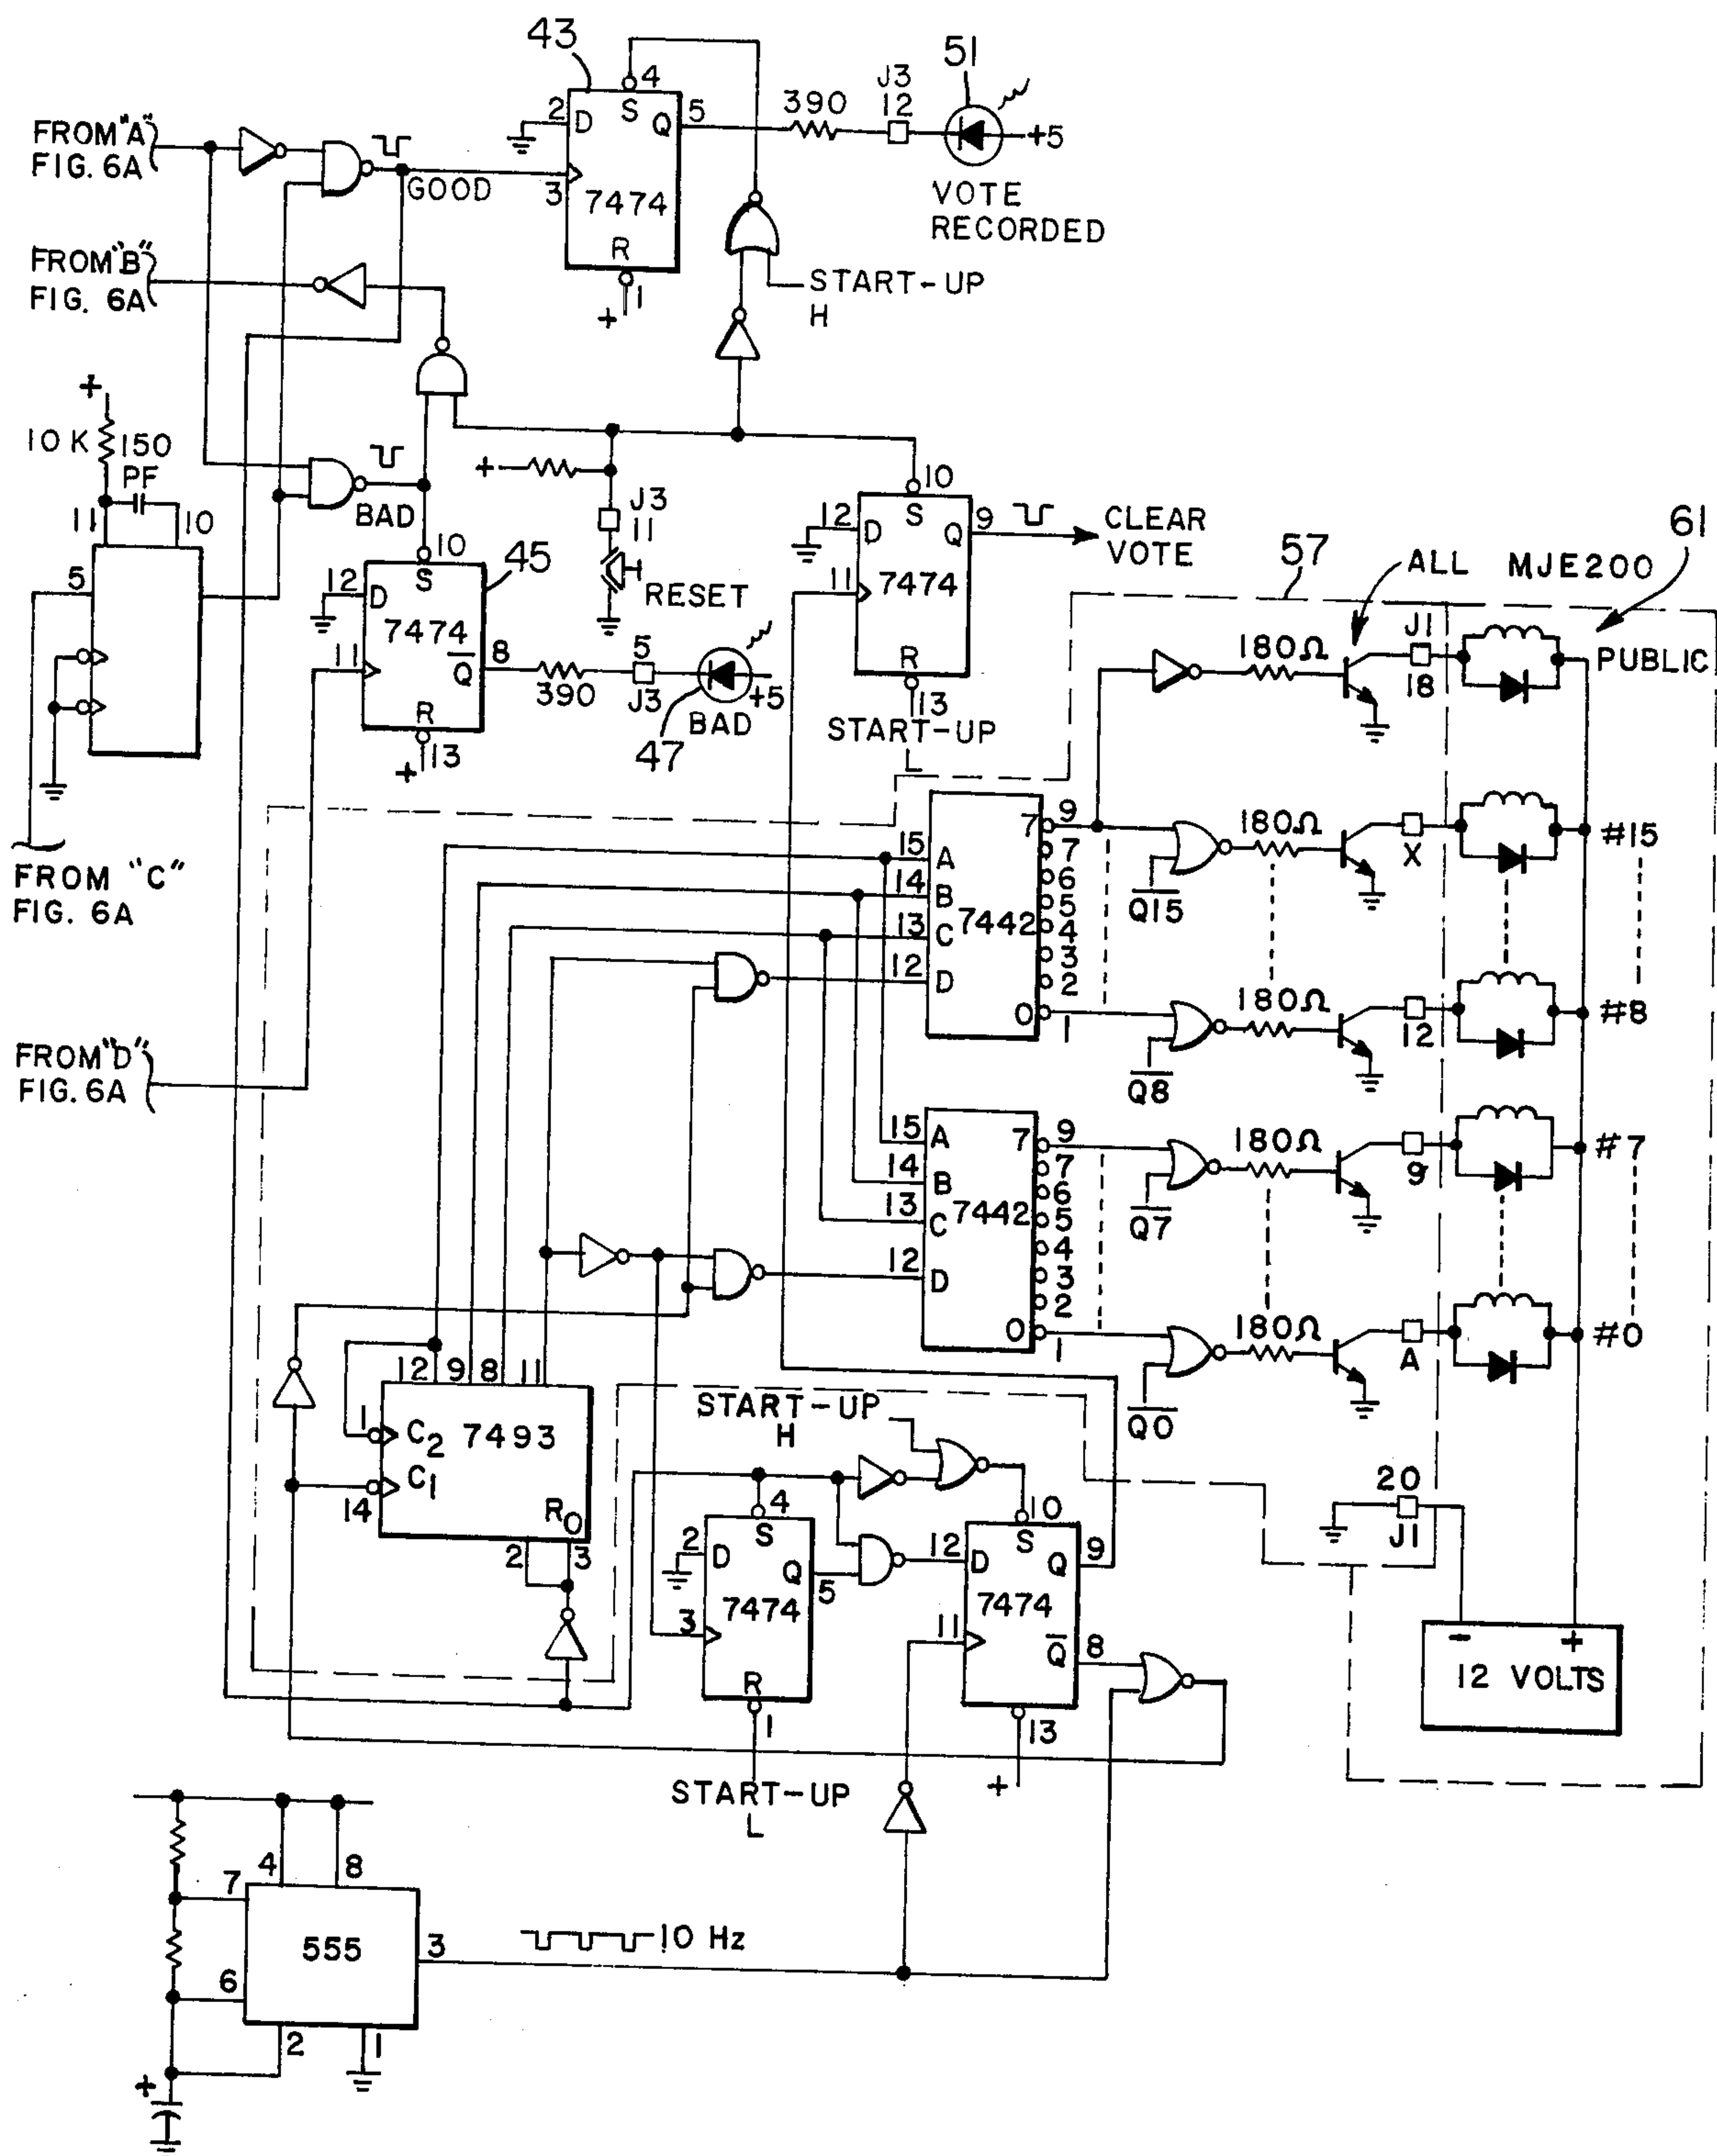 43
4
S
2
D
Q
5
3
7474
R
1
+
390
J3
12
51
+5
VOTE
RECORDED
FROM "A"
FIG. 6A
GOOD
FROM "B"
FIG. 6A
START-UP
H
+
10 K
150
PF
11
10
5
BAD
+
J3
11
RESET
10
45
12
D
S
7474
11
Q
8
R
13
+
390
5
J3
+5
BAD
47
10
12
D
S
Q
9
11
7474
R
13
START-UP
L
CLEAR
VOTE
57
ALL MJE200
61
180Ω
J1
18
PUBLIC
FROM "C"
FIG. 6A
15
A
14
B
13
C
12
D
7442
7
9
7
6
5
4
3
2
0
1
180Ω
Q15
X
#15
180Ω
Q8
12
#8
FROM "D"
FIG. 6A
15
A
14
B
13
C
12
D
7442
7
9
7
6
5
4
3
2
0
1
180Ω
Q7
9
#7
180Ω
Q0
A
#0
12
9
8
11
1
C2
7493
C1
14
RO
2
3
START-UP
H
4
2
D
S
Q
5
7474
3
R
1
START-UP
L
10
12
D
S
Q
9
7474
11
Q
8
13
+
20
J1
-
+
12 VOLTS
4
8
7
555
3
10 Hz
6
2
1
+